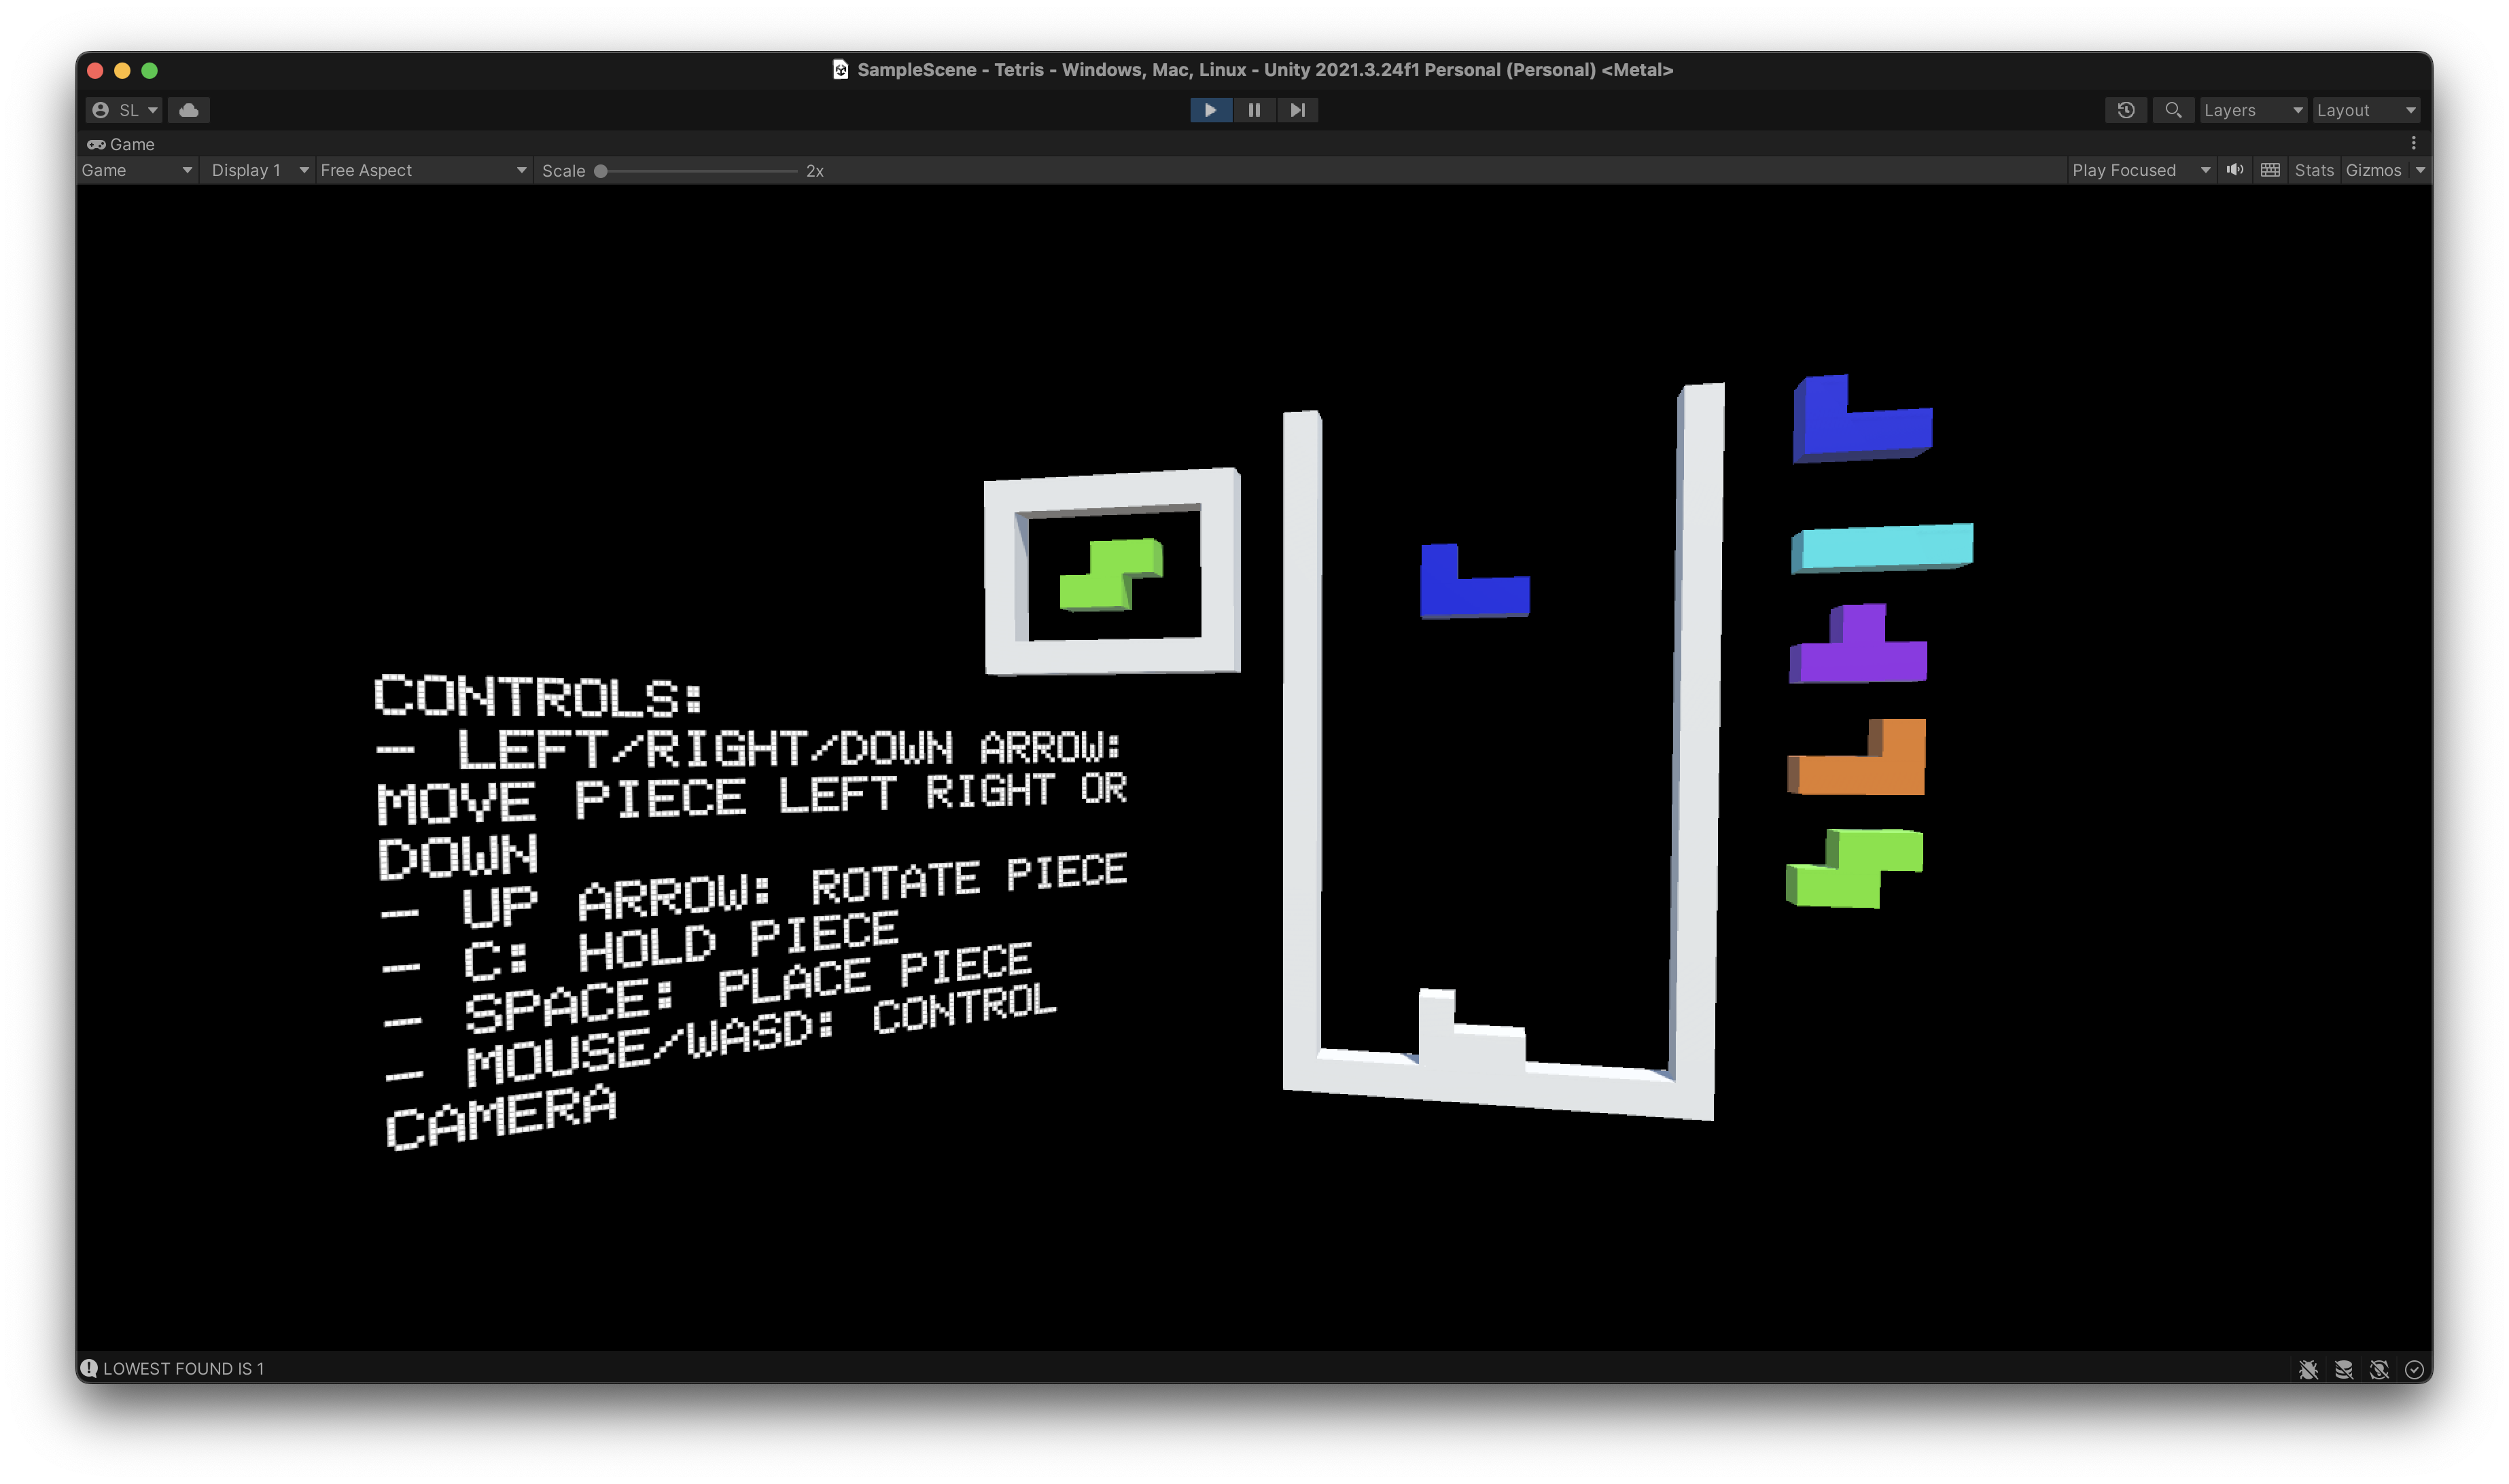 SampleScene - Tetris - Windows, Mac, Linux - Unity 2021.3.24f1 Personal (Personal) <Metal>
SL
Layers
Layout
Game
Game
Display 1
Free Aspect
Scale
2x
Play Focused
Stats
Gizmos
CONTROLS:
- LEFT/RIGHT/DOWN ARROW:
MOVE PIECE LEFT RIGHT OR
DOWN
- UP ARROW: ROTATE PIECE
- C: HOLD PIECE
- SPACE: PLACE PIECE
- MOUSE/WASD: CONTROL
CAMERA
LOWEST FOUND IS 1